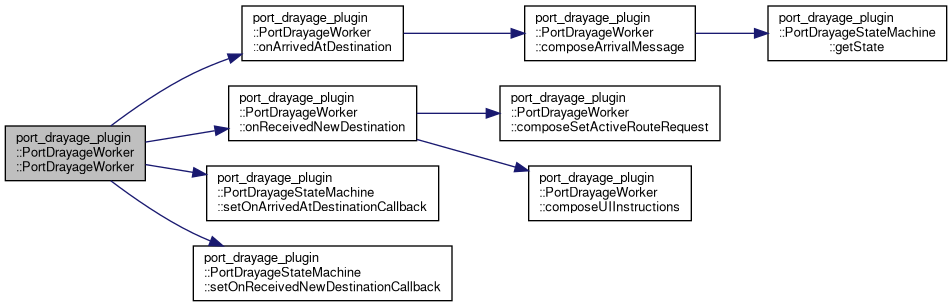 port_drayage_plugin
::PortDrayageWorker
::PortDrayageWorker
port_drayage_plugin
::PortDrayageWorker
::onArrivedAtDestination
port_drayage_plugin
::PortDrayageWorker
::composeArrivalMessage
port_drayage_plugin
::PortDrayageStateMachine
::getState
port_drayage_plugin
::PortDrayageWorker
::onReceivedNewDestination
port_drayage_plugin
::PortDrayageWorker
::composeSetActiveRouteRequest
port_drayage_plugin
::PortDrayageWorker
::composeUIInstructions
port_drayage_plugin
::PortDrayageStateMachine
::setOnArrivedAtDestinationCallback
port_drayage_plugin
::PortDrayageStateMachine
::setOnReceivedNewDestinationCallback